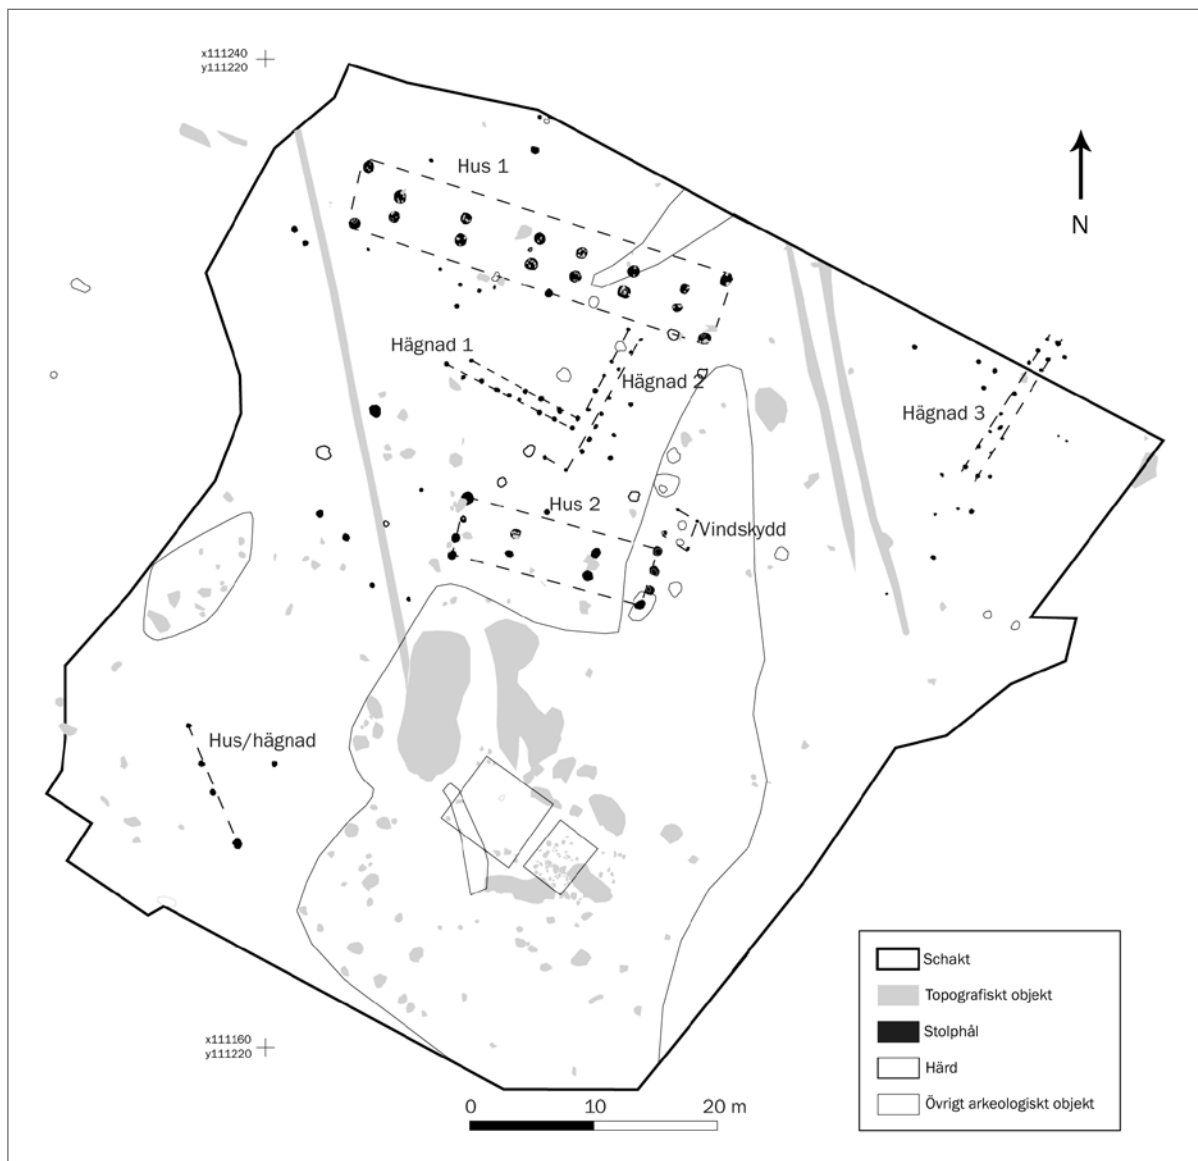 x111240
y111220
Hus 1
N
Hägnad 1
Hägnad 2
Hägnad 3
Hus 2
Vindskydd
Hus/hägnad
Schakt
Topografiskt objekt
Stolphål
Härd
Övrigt arkeologiskt objekt
x111160
y111220
0 10 20 m